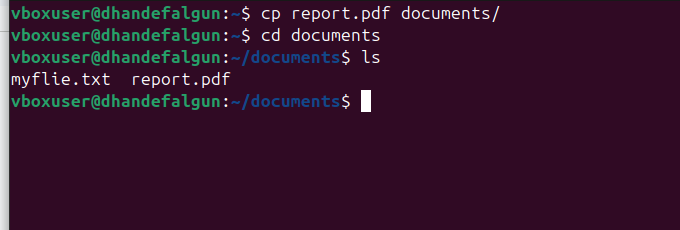 vboxuser@dhandefalgun:~$ cp report.pdf documents/
vboxuser@dhandefalgun:~$ cd documents
vboxuser@dhandefalgun:~/documents$ ls
myflie.txt  report.pdf
vboxuser@dhandefalgun:~/documents$